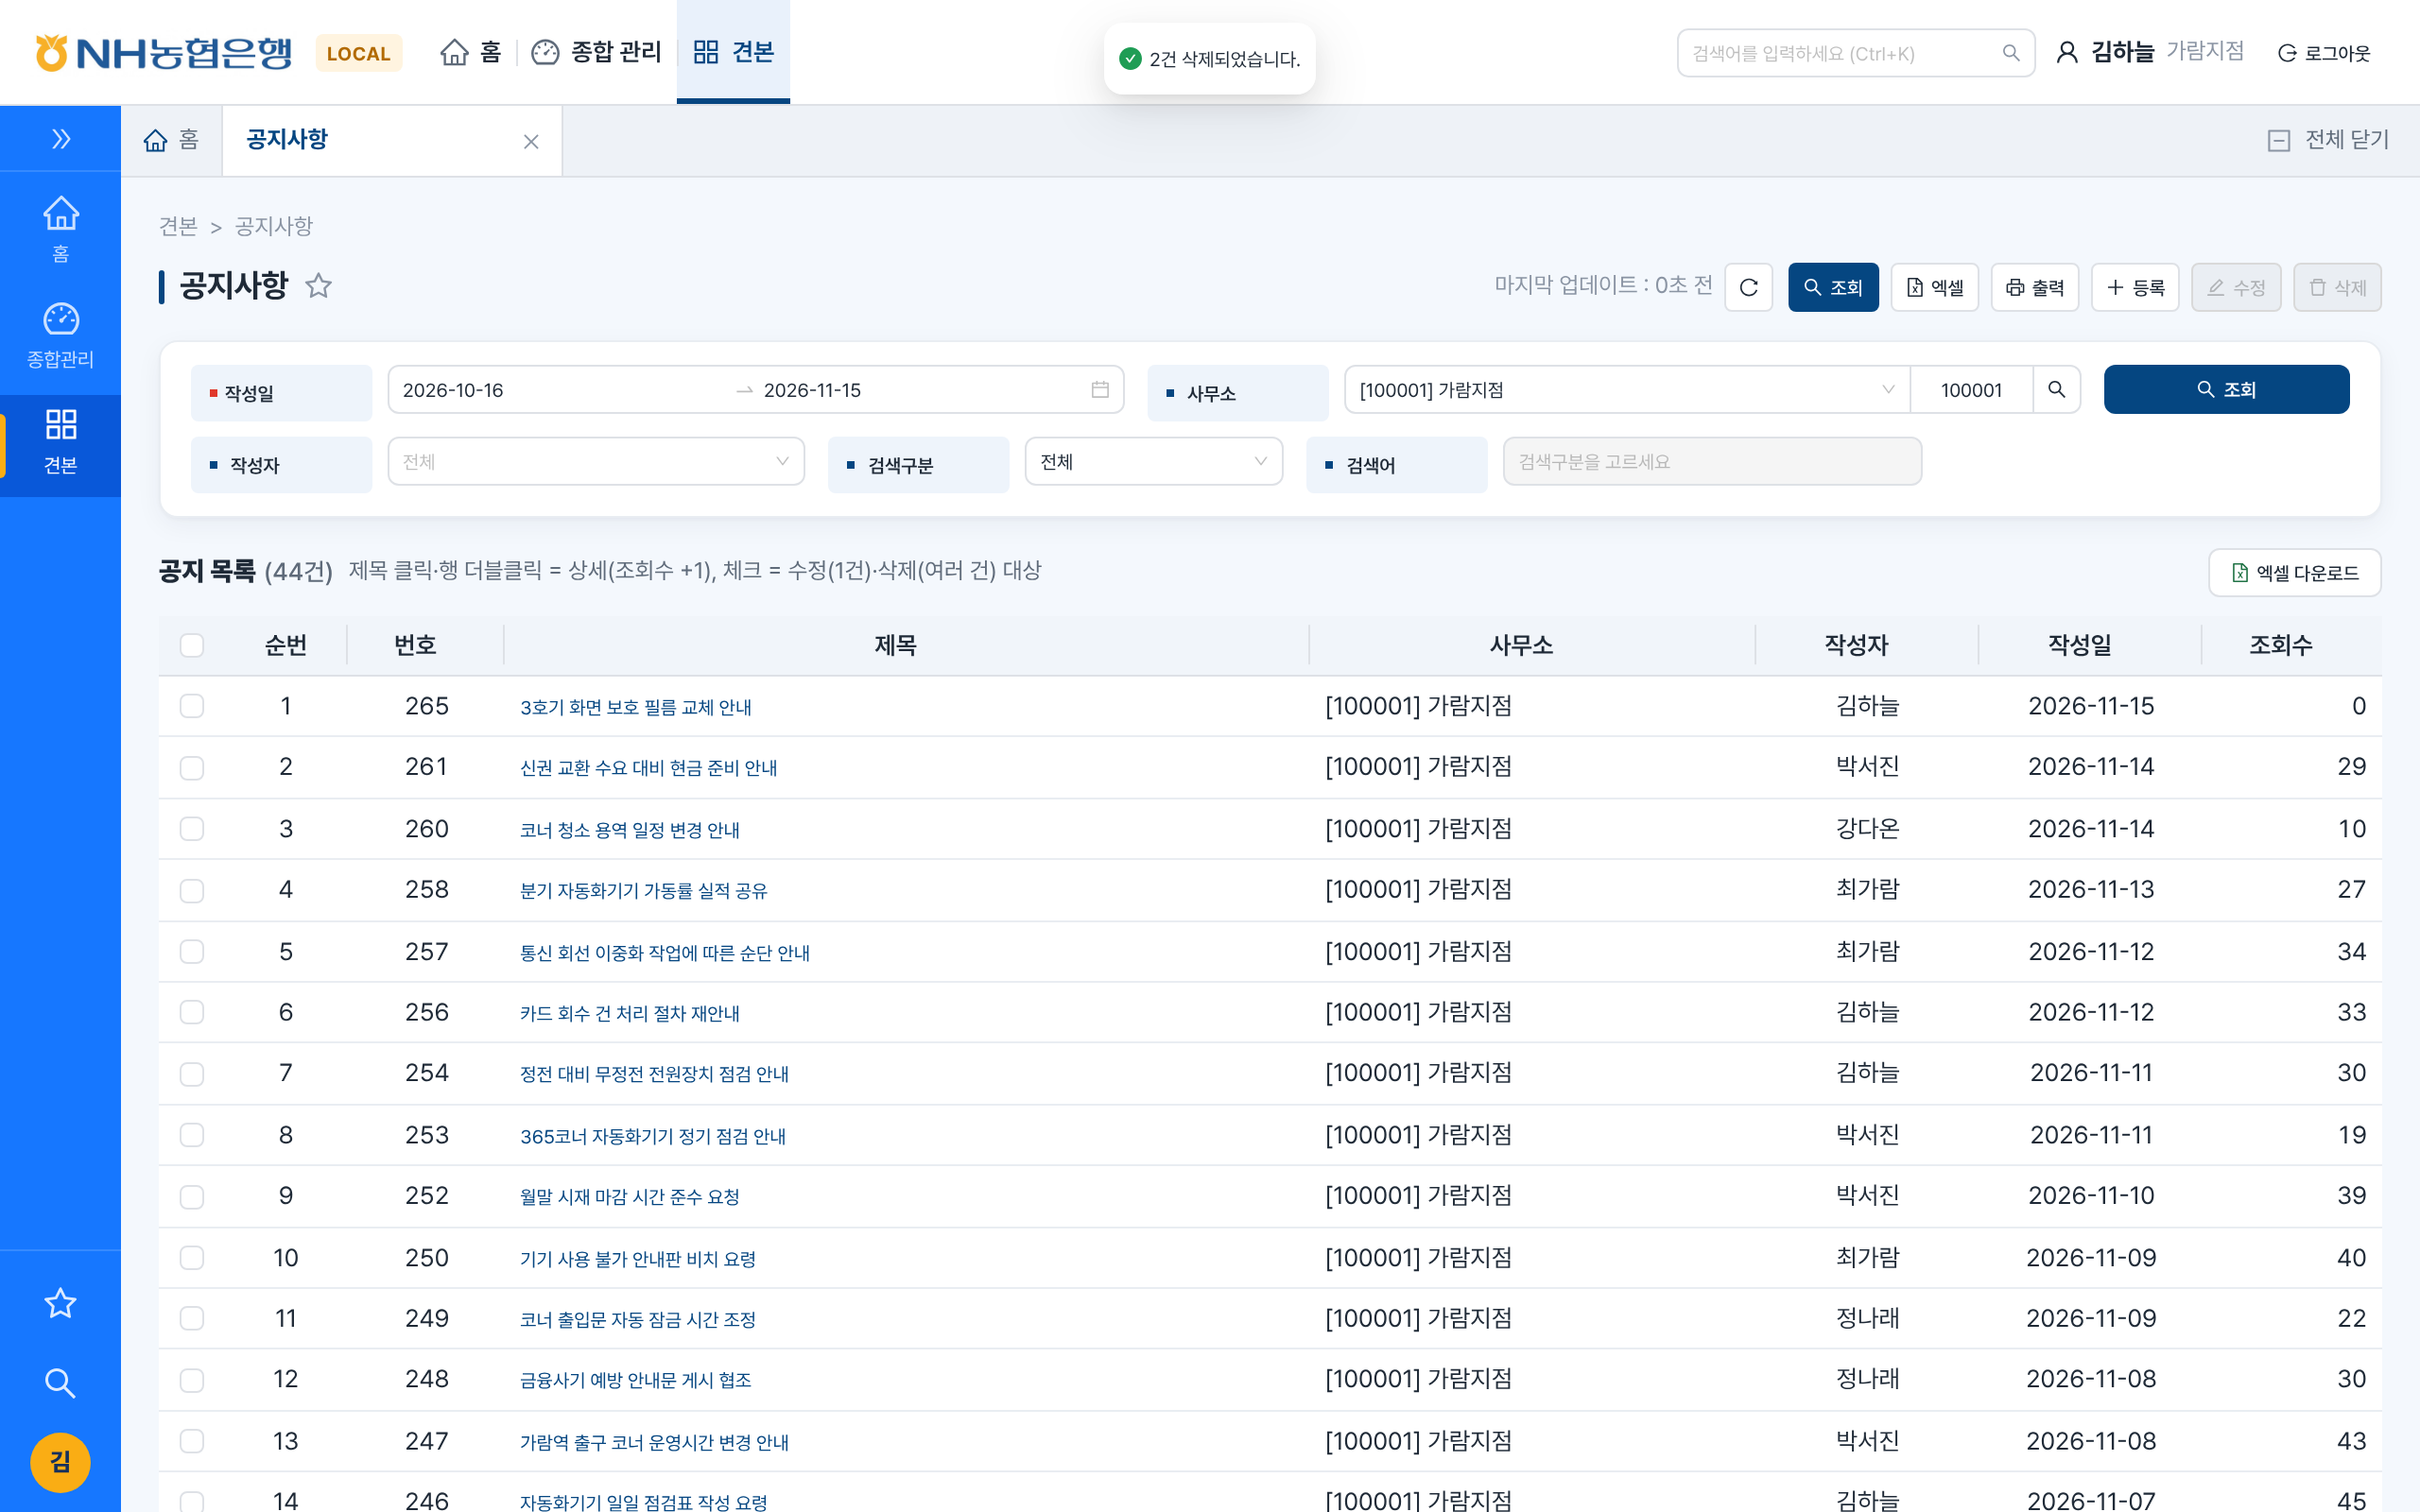 NH농협은행 LOCAL 홈 종합 관리 견본 2건 삭제되었습니다. 검색어를 입력하세요 (Ctrl+K) 김하늘 가람지점 로그아웃
홈 공지사항 전체 닫기
홈
종합관리
견본
김
견본 > 공지사항
공지사항 마지막 업데이트 : 0초 전 조회 엑셀 출력 등록 수정 삭제
작성일 2026-10-16 → 2026-11-15 사무소 [100001] 가람지점 100001 조회
작성자 전체 검색구분 전체 검색어 검색구분을 고르세요
공지 목록 (44건) 제목 클릭·행 더블클릭 = 상세(조회수 +1), 체크 = 수정(1건)·삭제(여러 건) 대상 엑셀 다운로드
순번 번호 제목 사무소 작성자 작성일 조회수
1 265 3호기 화면 보호 필름 교체 안내 [100001] 가람지점 김하늘 2026-11-15 0
2 261 신권 교환 수요 대비 현금 준비 안내 [100001] 가람지점 박서진 2026-11-14 29
3 260 코너 청소 용역 일정 변경 안내 [100001] 가람지점 강다온 2026-11-14 10
4 258 분기 자동화기기 가동률 실적 공유 [100001] 가람지점 최가람 2026-11-13 27
5 257 통신 회선 이중화 작업에 따른 순단 안내 [100001] 가람지점 최가람 2026-11-12 34
6 256 카드 회수 건 처리 절차 재안내 [100001] 가람지점 김하늘 2026-11-12 33
7 254 정전 대비 무정전 전원장치 점검 안내 [100001] 가람지점 김하늘 2026-11-11 30
8 253 365코너 자동화기기 정기 점검 안내 [100001] 가람지점 박서진 2026-11-11 19
9 252 월말 시재 마감 시간 준수 요청 [100001] 가람지점 박서진 2026-11-10 39
10 250 기기 사용 불가 안내판 비치 요령 [100001] 가람지점 최가람 2026-11-09 40
11 249 코너 출입문 자동 잠금 시간 조정 [100001] 가람지점 정나래 2026-11-09 22
12 248 금융사기 예방 안내문 게시 협조 [100001] 가람지점 정나래 2026-11-08 30
13 247 가람역 출구 코너 운영시간 변경 안내 [100001] 가람지점 박서진 2026-11-08 43
14 246 자동화기기 일일 점검표 작성 요령 [100001] 가람지점 김하늘 2026-11-07 45